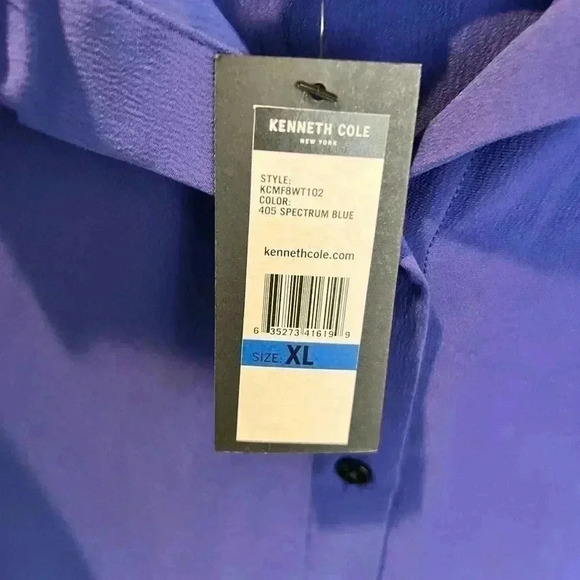 KENNETH COLE
NEW YORK
STYLE:
KCMF8WT102
COLOR:
405 SPECTRUM BLUE
kennethcole.com
6 35273 41619 9
SIZE: XL